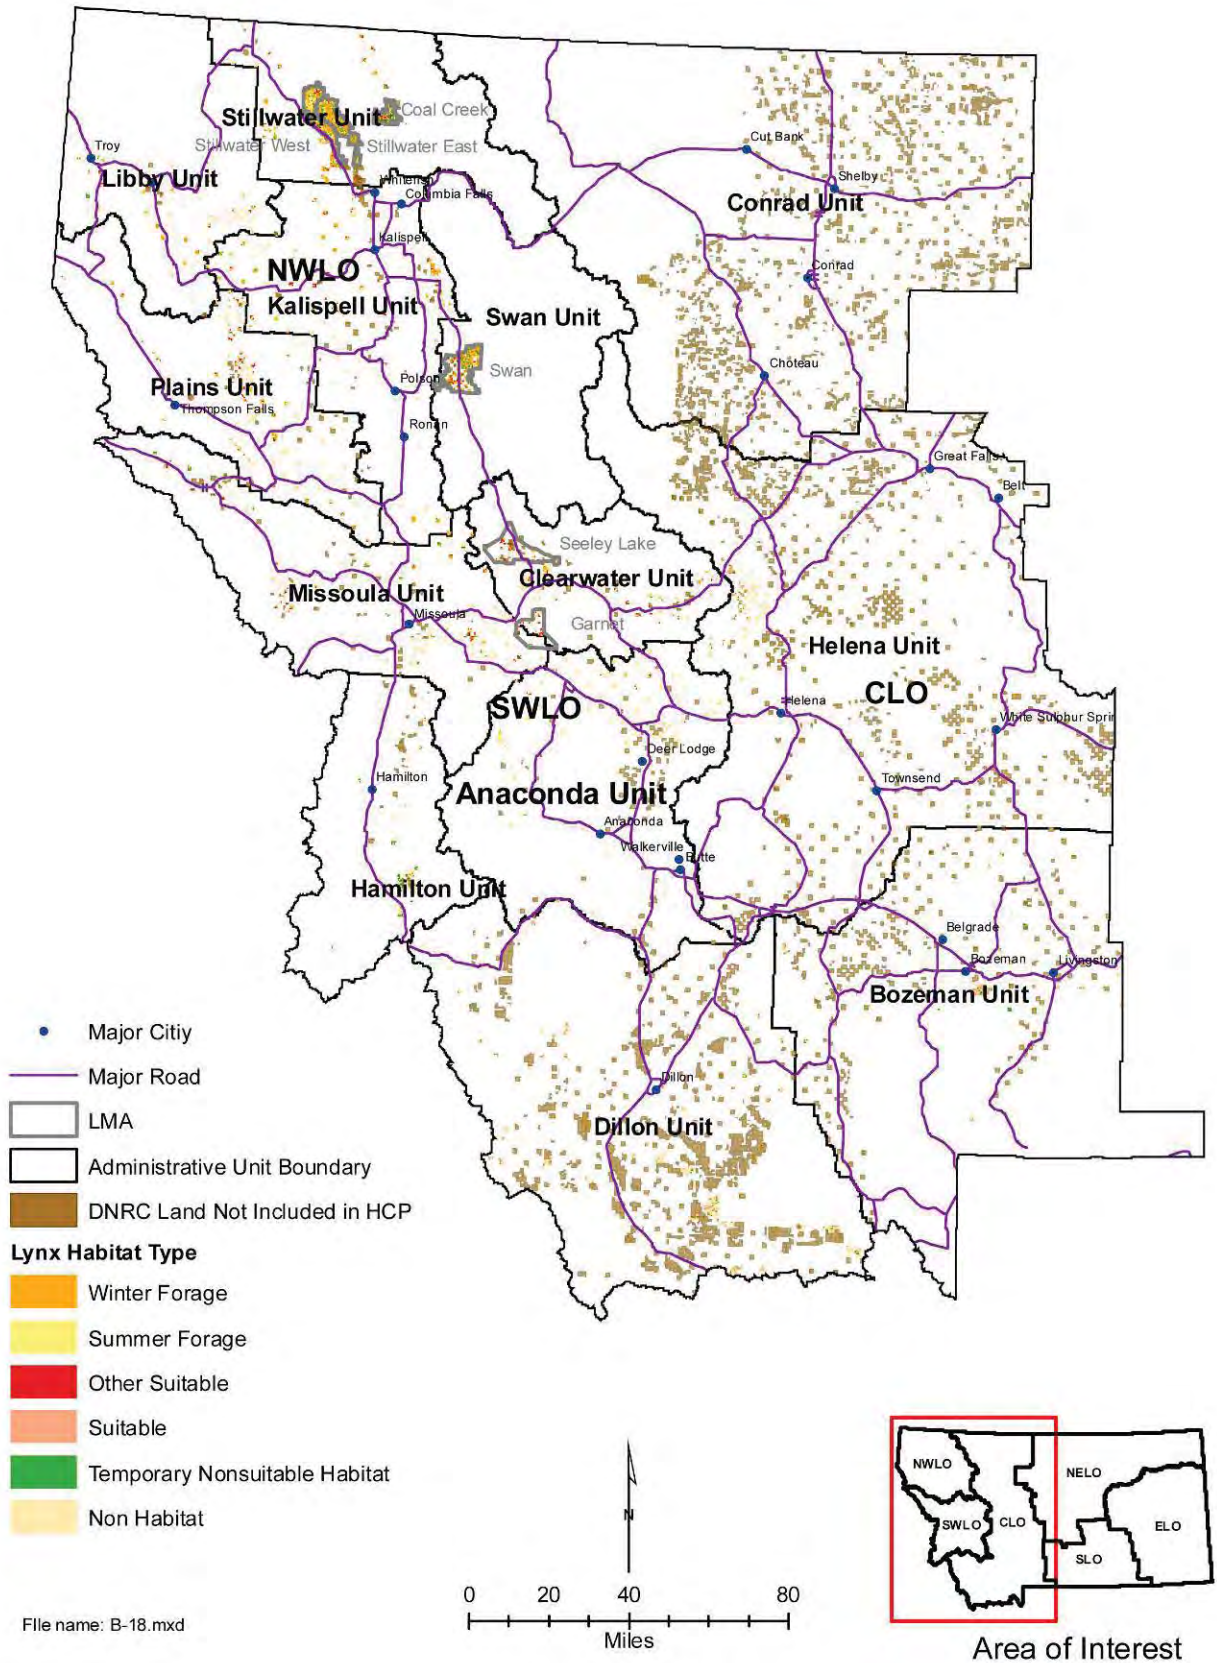 Stillwater Unit
Coal Creek
Stillwater West
Stillwater East
Troy
Libby Unit
Whitefish
Columbia Falls
Kalispell
NWLO
Kalispell Unit
Swan Unit
Swan
Plains Unit
Thompson Falls
Polson
Ronan
Cut Bank
Shelby
Conrad Unit
Conrad
Choteau
Great Falls
Belt
Seeley Lake
Clearwater Unit
Missoula Unit
Missoula
Garnet
Helena Unit
CLO
SWLO
Helena
White Sulphur Sprir
Deer Lodge
Hamilton
Townsend
Anaconda Unit
Anaconda
Walkerville
Butte
Hamilton Unit
Belgrade
Bozeman
Livingston
Bozeman Unit
Dillon
Dillon Unit
Major Citiy
Major Road
LMA
Administrative Unit Boundary
DNRC Land Not Included in HCP
Lynx Habitat Type
Winter Forage
Summer Forage
Other Suitable
Suitable
Temporary Nonsuitable Habitat
Non Habitat
N
0 20 40 80
Miles
NWLO
NELO
SWLO
CLO
ELO
SLO
Area of Interest
FIle name: B-18.mxd